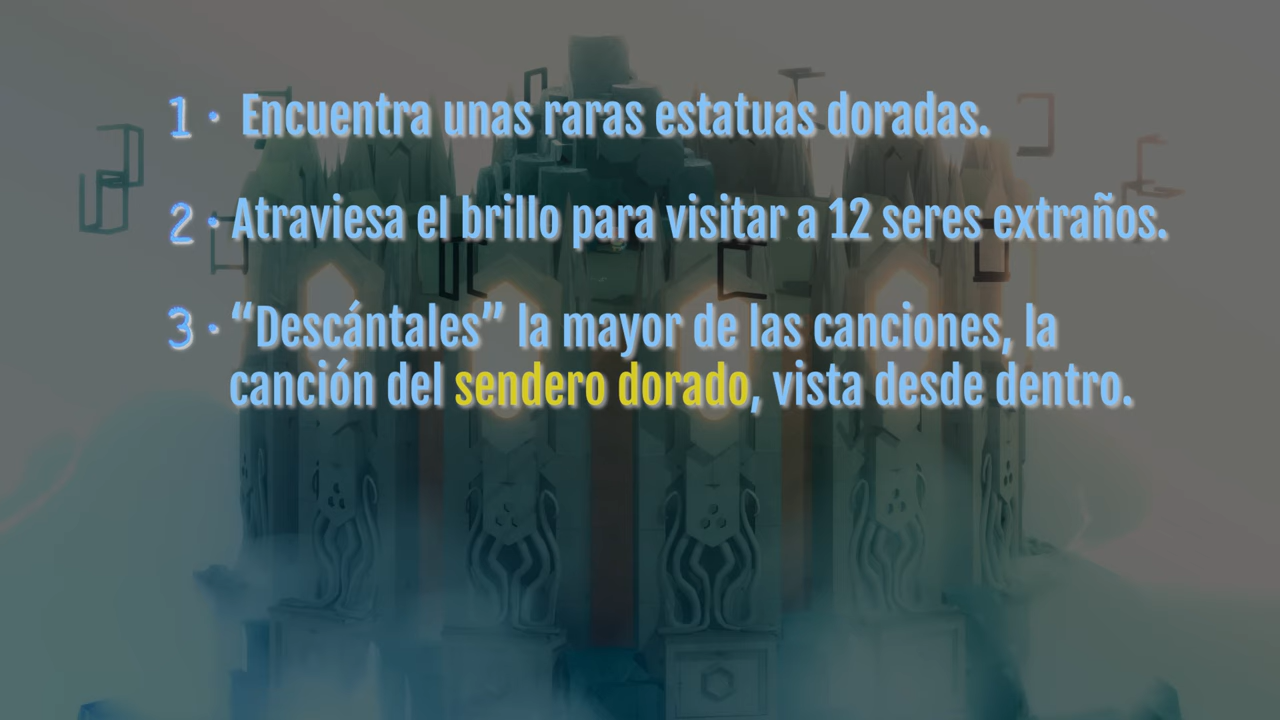 1 · Encuentra unas raras estatuas doradas.
2 · Atraviesa el brillo para visitar a 12 seres extraños.
3 · “Descántales” la mayor de las canciones, la
canción del sendero dorado, vista desde dentro.